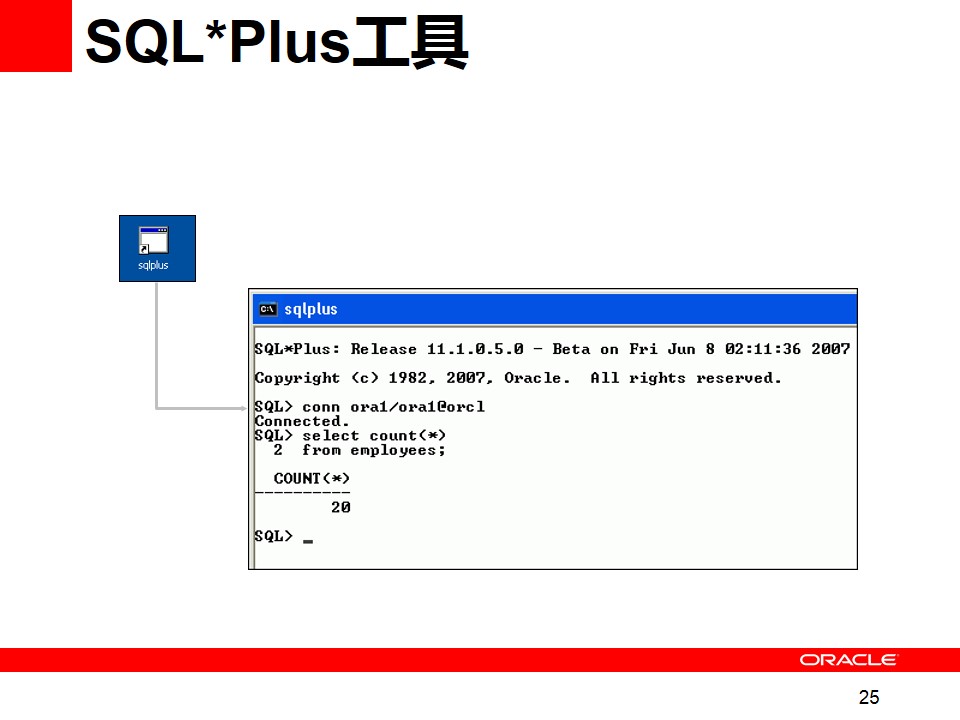 SQL*Plus工具
sqlplus
sqlplus
SQL*Plus: Release 11.1.0.5.0 - Beta on Fri Jun 8 02:11:36 2007
Copyright (c) 1982, 2007, Oracle.  All rights reserved.
SQL> conn ora1/ora1@orcl
Connected.
SQL> select count(*)
  2  from employees;
  COUNT(*)
----------
        20
SQL> _
ORACLE
25